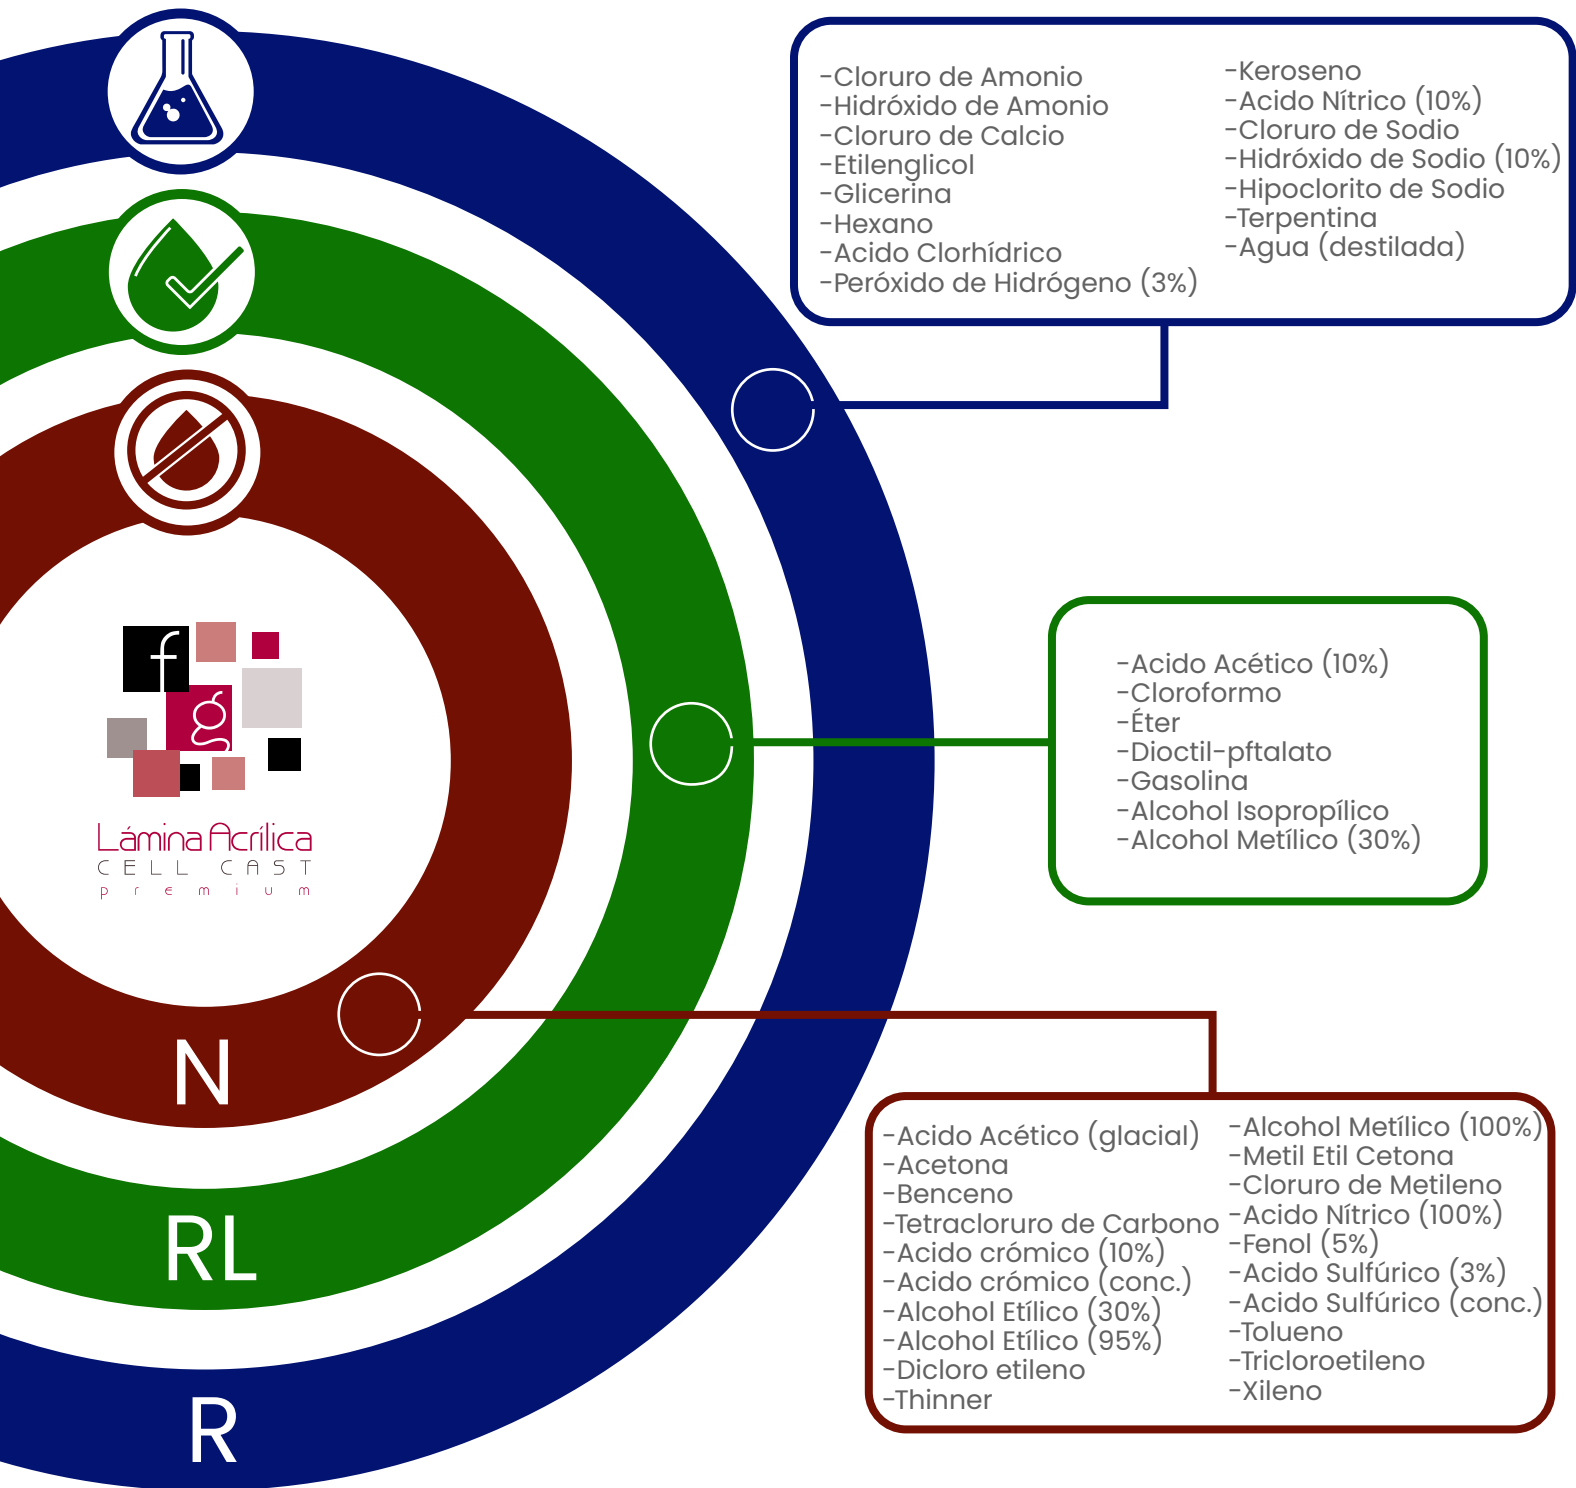 -Cloruro de Amonio
-Hidróxido de Amonio
-Cloruro de Calcio
-Etilenglicol
-Glicerina
-Hexano
-Acido Clorhídrico
-Peróxido de Hidrógeno (3%)
-Keroseno
-Acido Nítrico (10%)
-Cloruro de Sodio
-Hidróxido de Sodio (10%)
-Hipoclorito de Sodio
-Terpentina
-Agua (destilada)
-Acido Acético (10%)
-Cloroformo
-Éter
-Dioctil-pftalato
-Gasolina
-Alcohol Isopropílico
-Alcohol Metílico (30%)
f
g
Lámina Acrílica
CELL CAST
premium
N
RL
R
-Acido Acético (glacial)
-Acetona
-Benceno
-Tetracloruro de Carbono
-Acido crómico (10%)
-Acido crómico (conc.)
-Alcohol Etílico (30%)
-Alcohol Etílico (95%)
-Dicloro etileno
-Thinner
-Alcohol Metílico (100%)
-Metil Etil Cetona
-Cloruro de Metileno
-Acido Nítrico (100%)
-Fenol (5%)
-Acido Sulfúrico (3%)
-Acido Sulfúrico (conc.)
-Tolueno
-Tricloroetileno
-Xileno